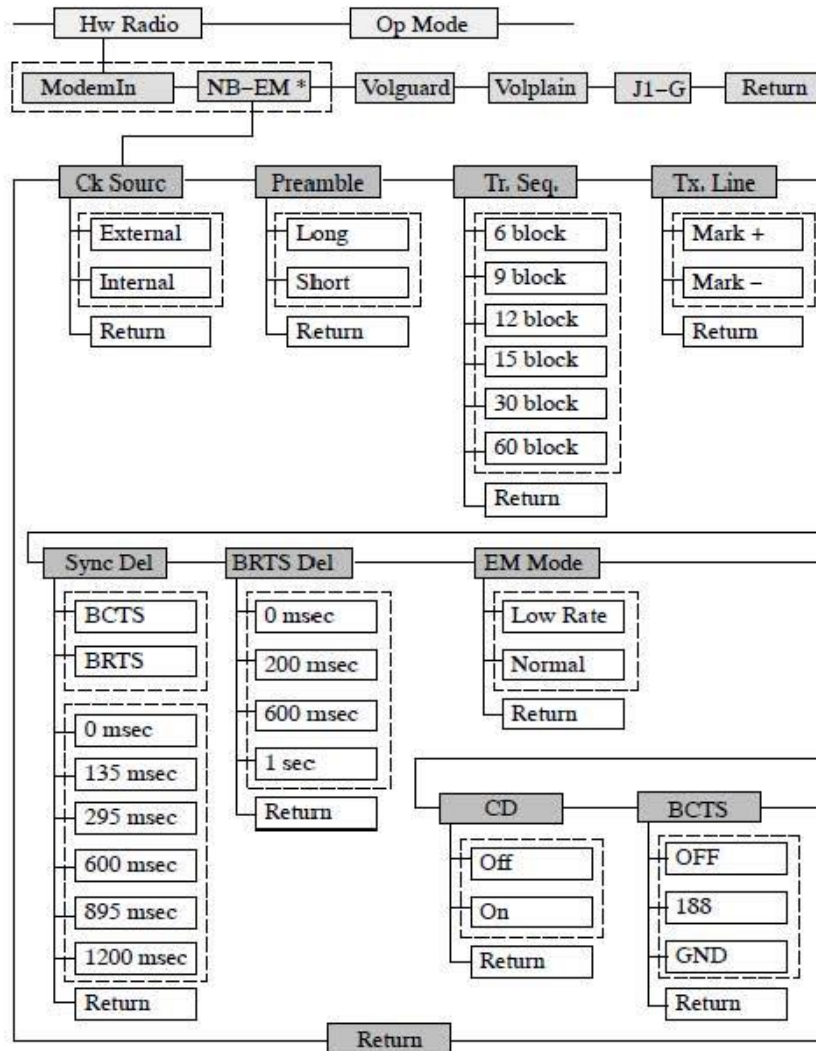 Hw Radio
Op Mode
ModemIn
NB-EM *
Volguard
Volplain
J1-G
Return
Ck Sourc
External
Internal
Return
Preamble
Long
Short
Return
Tr. Seq.
6 block
9 block
12 block
15 block
30 block
60 block
Return
Tx. Line
Mark +
Mark -
Return
Sync Del
BCTS
BRTS
0 msec
135 msec
295 msec
600 msec
895 msec
1200 msec
Return
BRTS Del
0 msec
200 msec
600 msec
1 sec
Return
EM Mode
Low Rate
Normal
Return
CD
Off
On
Return
BCTS
OFF
188
GND
Return
Return